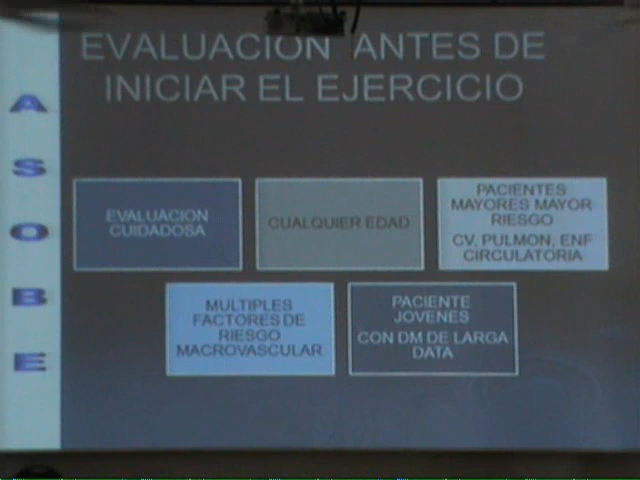 EVALUACION ANTES DE
INICIAR EL EJERCICIO
A
S
O
B
E
EVALUACION
CUIDADOSA
CUALQUIER EDAD
PACIENTES
MAYORES MAYOR
RIESGO
CV, PULMON, ENF
CIRCULATORIA
MULTIPLES
FACTORES DE
RIESGO
MACROVASCULAR
PACIENTE
JOVENES
CON DM DE LARGA
DATA